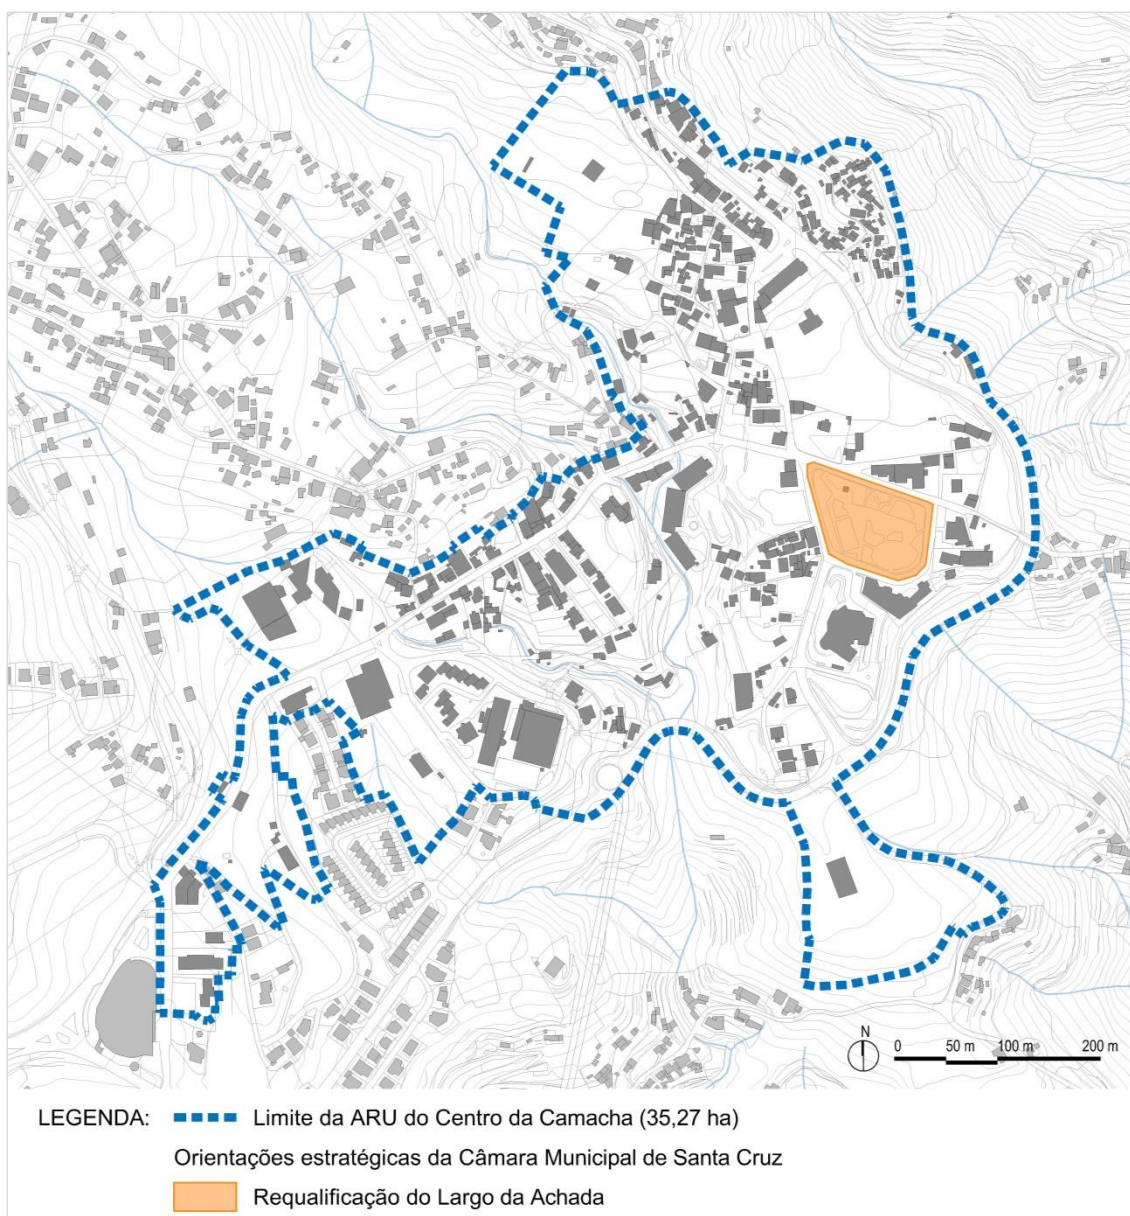 N
0 50 m 100 m 200 m
LEGENDA: Limite da ARU do Centro da Camacha (35,27 ha)
Orientações estratégicas da Câmara Municipal de Santa Cruz
Requalificação do Largo da Achada